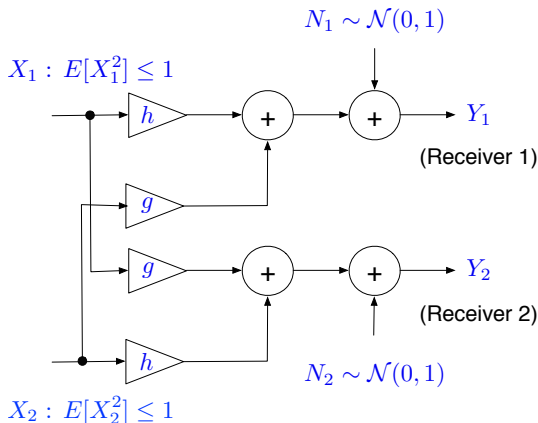 N₁ ∼ 𝒩(0, 1)
X₁ : E[X₁²] ≤ 1
h
+
+
Y₁
(Receiver 1)
g
g
+
+
Y₂
(Receiver 2)
h
N₂ ∼ 𝒩(0, 1)
X₂ : E[X₂²] ≤ 1